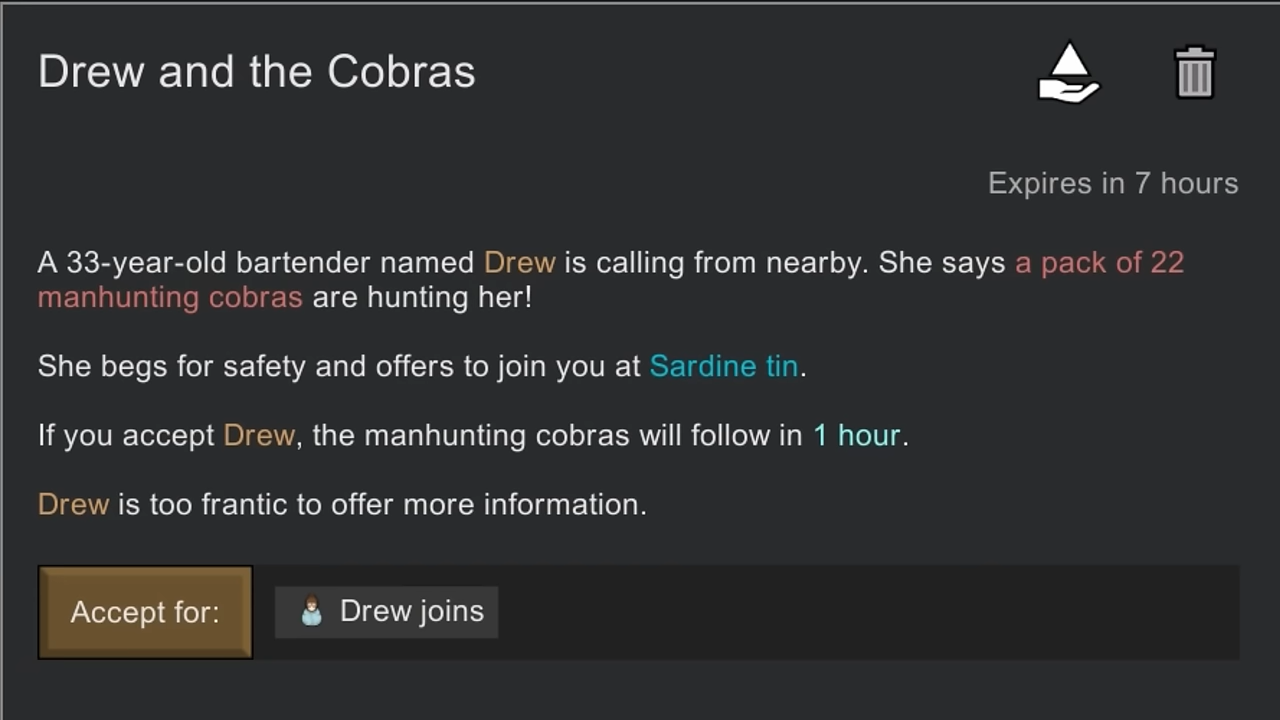 Drew and the Cobras
Expires in 7 hours
A 33-year-old bartender named Drew is calling from nearby. She says a pack of 22
manhunting cobras are hunting her!
She begs for safety and offers to join you at Sardine tin.
If you accept Drew, the manhunting cobras will follow in 1 hour.
Drew is too frantic to offer more information.
Accept for: Drew joins